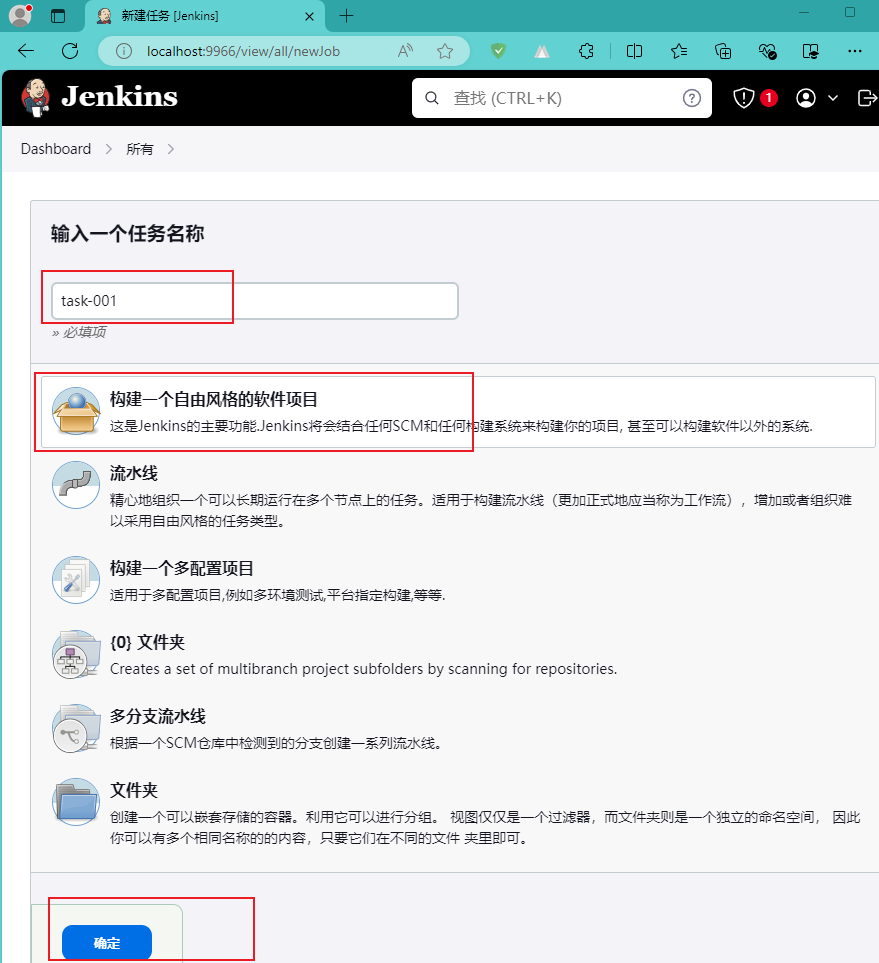 新建任务 [Jenkins]
localhost:9966/view/all/newJob
Jenkins
查找 (CTRL+K)
1
Dashboard
所有
输入一个任务名称
task-001
» 必填项
构建一个自由风格的软件项目
这是Jenkins的主要功能.Jenkins将会结合任何SCM和任何构建系统来构建你的项目, 甚至可以构建软件以外的系统.
流水线
精心地组织一个可以长期运行在多个节点上的任务。适用于构建流水线（更加正式地应当称为工作流），增加或者组织难
以采用自由风格的任务类型。
构建一个多配置项目
适用于多配置项目,例如多环境测试,平台指定构建,等等.
{0} 文件夹
Creates a set of multibranch project subfolders by scanning for repositories.
多分支流水线
根据一个SCM仓库中检测到的分支创建一系列流水线。
文件夹
创建一个可以嵌套存储的容器。利用它可以进行分组。 视图仅仅是一个过滤器，而文件夹则是一个独立的命名空间， 因此
你可以有多个相同名称的的内容，只要它们在不同的文件 夹里即可。
确定